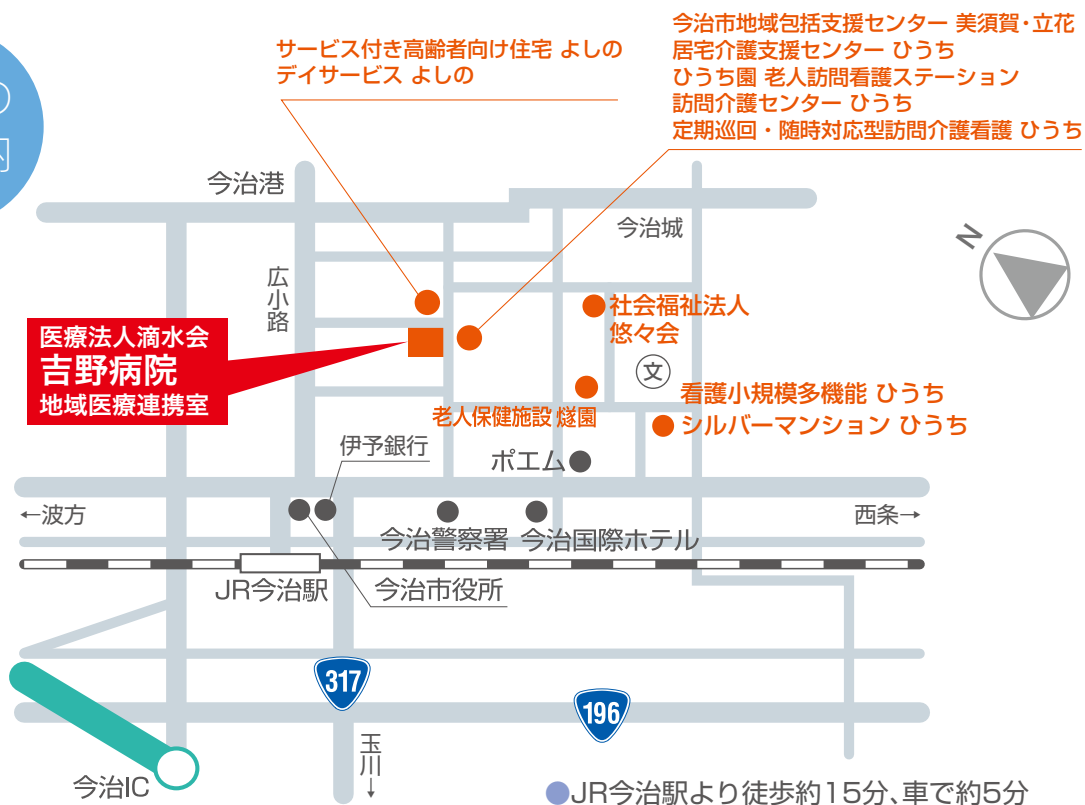 サービス付き高齢者向け住宅 よしの
デイサービス よしの
今治市地域包括支援センター 美須賀・立花
居宅介護支援センター ひうち
ひうち園 老人訪問看護ステーション
訪問介護センター ひうち
定期巡回・随時対応型訪問介護看護 ひうち
今治港
今治城
N
広小路
医療法人滴水会
吉野病院
地域医療連携室
社会福祉法人
悠々会
文
看護小規模多機能 ひうち
シルバーマンション ひうち
老人保健施設 燧園
伊予銀行
ポエム
←波方
西条→
今治警察署
今治国際ホテル
JR今治駅
今治市役所
317
196
玉川→
今治IC
●JR今治駅より徒歩約15分、車で約5分